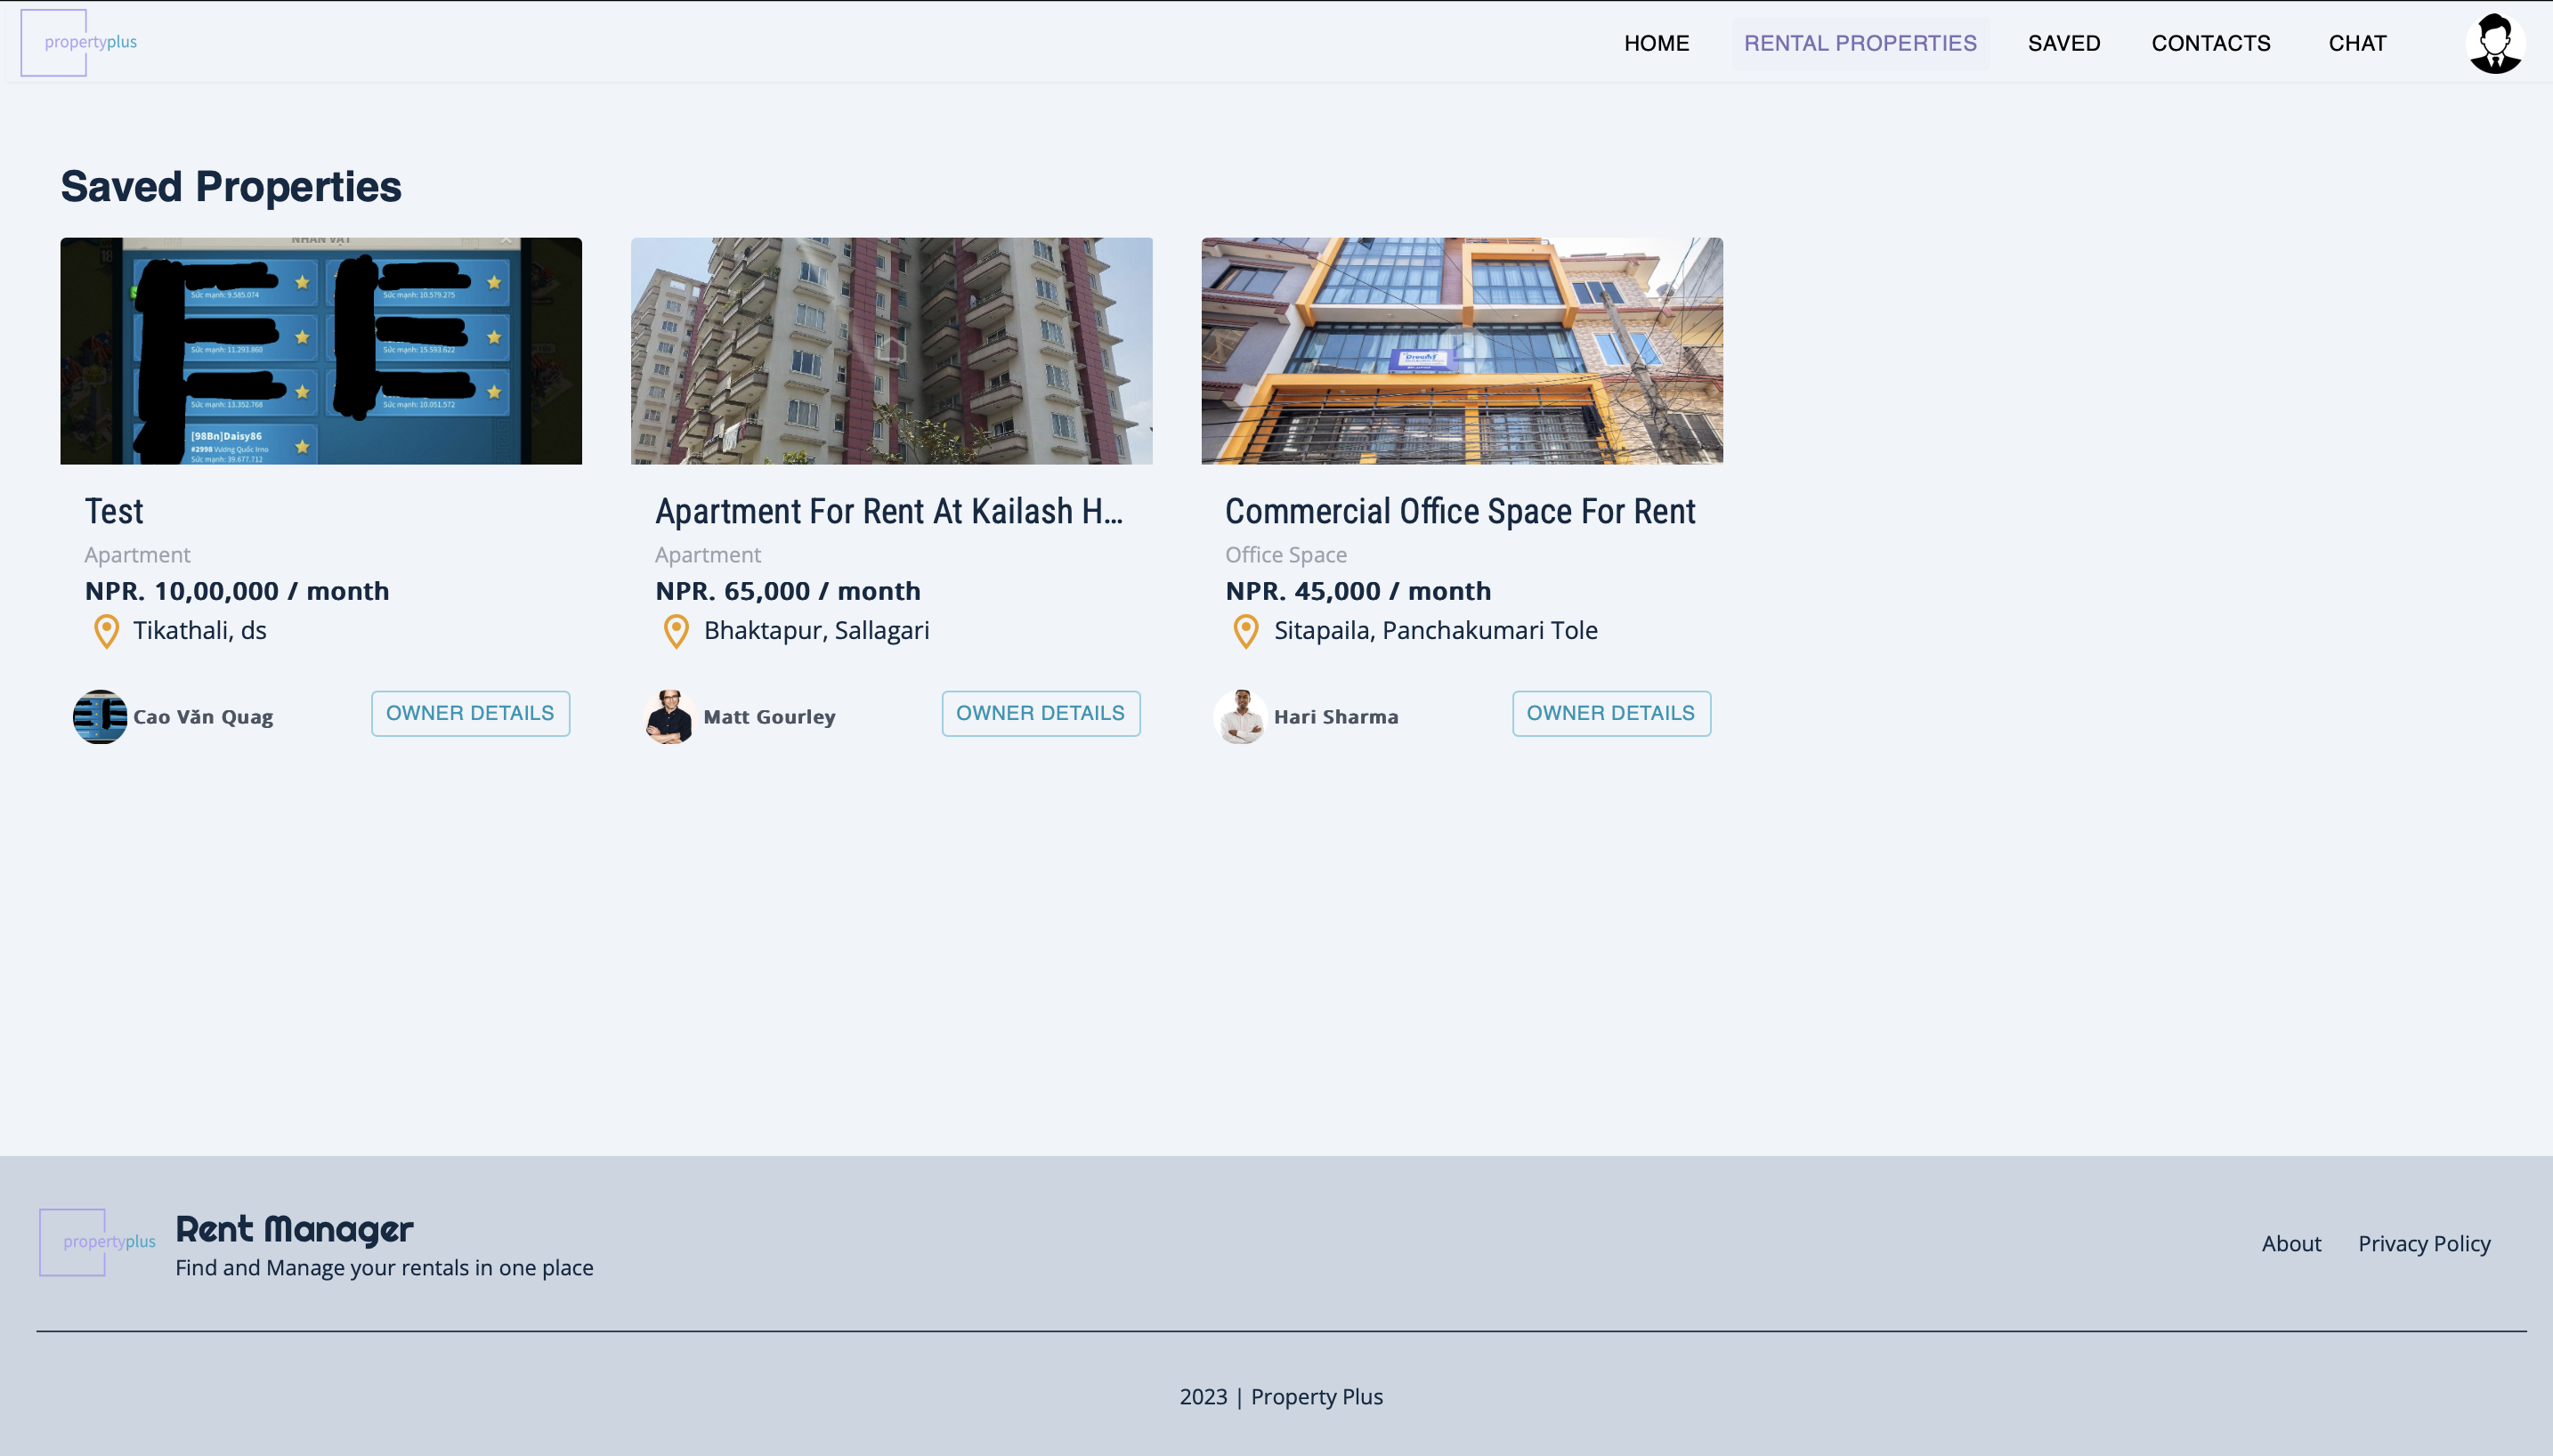 propertyplus
HOME
RENTAL PROPERTIES
SAVED
CONTACTS
CHAT
Saved Properties
NHÂN VẬT
18
Sức mạnh: 9.585.074
Sức mạnh: 10.579.275
Sức mạnh: 11.293.860
Sức mạnh: 15.593.622
Sức mạnh: 13.352.768
Sức mạnh: 10.051.572
[98Bn]Daisy86
#2998 Vương Quốc Irno
Sức mạnh: 39.677.712
Test
Apartment
NPR. 10,00,000 / month
Tikathali, ds
Cao Văn Quag
OWNER DETAILS
Apartment For Rent At Kailash H...
Apartment
NPR. 65,000 / month
Bhaktapur, Sallagari
Matt Gourley
OWNER DETAILS
Commercial Office Space For Rent
Office Space
NPR. 45,000 / month
Sitapaila, Panchakumari Tole
Hari Sharma
OWNER DETAILS
propertyplus
Rent Manager
Find and Manage your rentals in one place
About
Privacy Policy
2023 | Property Plus